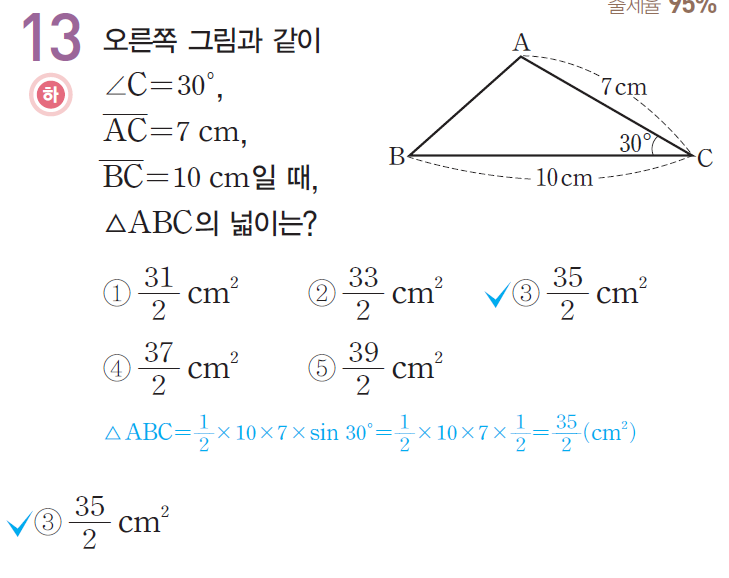 출제율 95%
13 오른쪽 그림과 같이
하
∠C=30°,
AC=7 cm,
BC=10 cm일 때,
△ABC의 넓이는?
A
7 cm
30°
B
C
10 cm
① 31/2 cm² ② 33/2 cm² ③ 35/2 cm²
④ 37/2 cm² ⑤ 39/2 cm²
△ABC=1/2×10×7×sin 30°=1/2×10×7×1/2=35/2(cm²)
③ 35/2 cm²